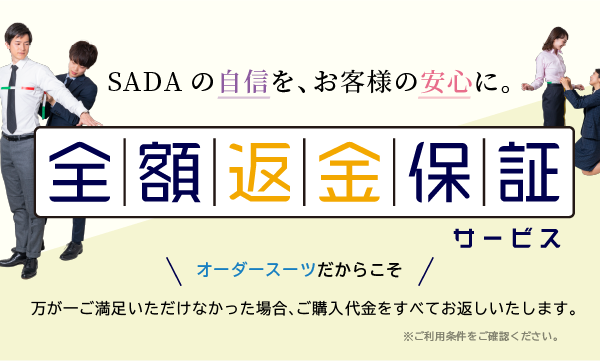 SADAの自信を、お客様の安心に。
全額返金保証
サービス
オーダースーツだからこそ
万が一ご満足いただけなかった場合、ご購入代金をすべてお返しいたします。
※ご利用条件をご確認ください。